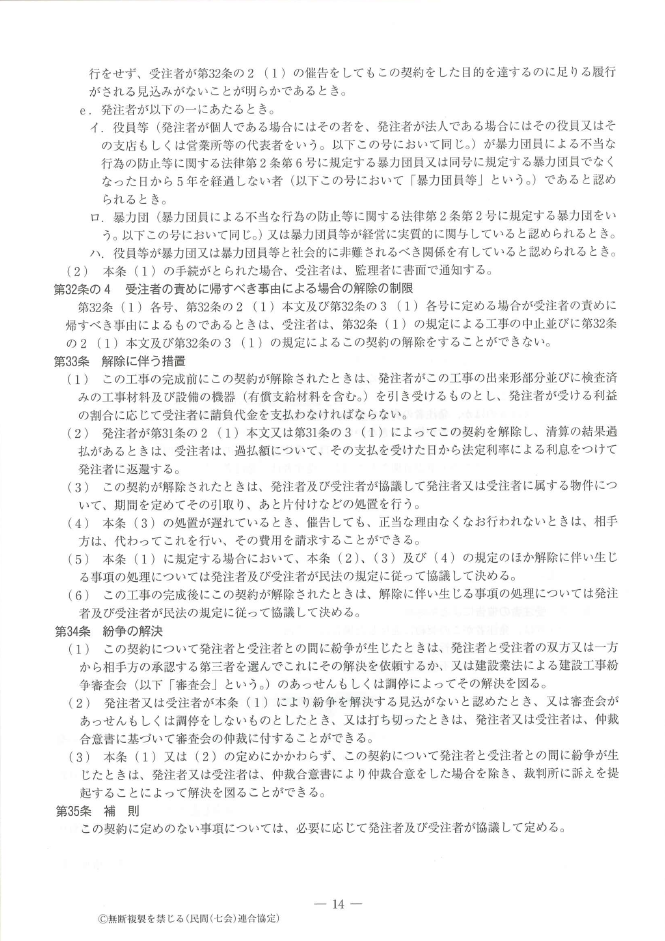 行をせず、受注者が第32条の２（１）の催告をしてもこの契約をした目的を達するのに足りる履行
がされる見込みがないことが明らかであるとき。
ｅ．発注者が以下の一にあたるとき。
イ．役員等（発注者が個人である場合にはその者を、発注者が法人である場合にはその役員又はそ
の支店もしくは営業所等の代表者をいう。以下この号において同じ。）が暴力団員による不当な
行為の防止等に関する法律第２条第６号に規定する暴力団員又は同号に規定する暴力団員でなく
なった日から５年を経過しない者（以下この号において「暴力団員等」という。）であると認め
られるとき。
ロ．暴力団（暴力団員による不当な行為の防止等に関する法律第２条第２号に規定する暴力団をい
う。以下この号において同じ。）又は暴力団員等が経営に実質的に関与していると認められるとき。
ハ．役員等が暴力団又は暴力団員等と社会的に非難されるべき関係を有していると認められるとき。
（２）　本条（１）の手続がとられた場合、受注者は、監理者に書面で通知する。
第32条の４　受注者の責めに帰すべき事由による場合の解除の制限
第32条（１）各号、第32条の２（１）本文及び第32条の３（１）各号に定める場合が受注者の責めに
帰すべき事由によるものであるときは、受注者は、第32条（１）の規定による工事の中止並びに第32条
の２（１）本文及び第32条の３（１）の規定によるこの契約の解除をすることができない。
第33条　解除に伴う措置
（１）　この工事の完成前にこの契約が解除されたときは、発注者がこの工事の出来形部分並びに検査済
みの工事材料及び設備の機器（有償支給材料を含む。）を引き受けるものとし、発注者が受ける利益
の割合に応じて受注者に請負代金を支払わなければならない。
（２）　発注者が第31条の２（１）本文又は第31条の３（１）によってこの契約を解除し、清算の結果過
払があるときは、受注者は、過払額について、その支払を受けた日から法定利率による利息をつけて
発注者に返還する。
（３）　この契約が解除されたときは、発注者及び受注者が協議して発注者又は受注者に属する物件につ
いて、期間を定めてその引取り、あと片付けなどの処置を行う。
（４）　本条（３）の処置が遅れているとき、催告しても、正当な理由なくなお行われないときは、相手
方は、代わってこれを行い、その費用を請求することができる。
（５）　本条（１）に規定する場合において、本条（２）、（３）及び（４）の規定のほか解除に伴い生じ
る事項の処理については発注者及び受注者が民法の規定に従って協議して決める。
（６）　この工事の完成後にこの契約が解除されたときは、解除に伴い生じる事項の処理については発注
者及び受注者が民法の規定に従って協議して決める。
第34条　紛争の解決
（１）　この契約について発注者と受注者との間に紛争が生じたときは、発注者と受注者の双方又は一方
から相手方の承認する第三者を選んでこれにその解決を依頼するか、又は建設業法による建設工事紛
争審査会（以下「審査会」という。）のあっせんもしくは調停によってその解決を図る。
（２）　発注者又は受注者が本条（１）により紛争を解決する見込がないと認めたとき、又は審査会が
あっせんもしくは調停をしないものとしたとき、又は打ち切ったときは、発注者又は受注者は、仲裁
合意書に基づいて審査会の仲裁に付することができる。
（３）　本条（１）又は（２）の定めにかかわらず、この契約について発注者と受注者との間に紛争が生
じたときは、発注者又は受注者は、仲裁合意書により仲裁合意をした場合を除き、裁判所に訴えを提
起することによって解決を図ることができる。
第35条　補　則
この契約に定めのない事項については、必要に応じて発注者及び受注者が協議して定める。
― 14 ―
Ⓒ無断複製を禁じる（民間（七会）連合協定）